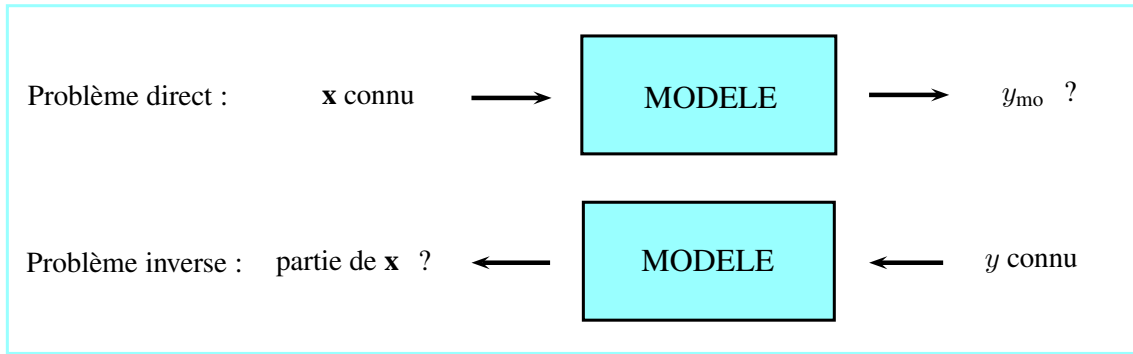 Problème direct : x connu MODELE y_mo ?
Problème inverse : partie de x ? MODELE y connu